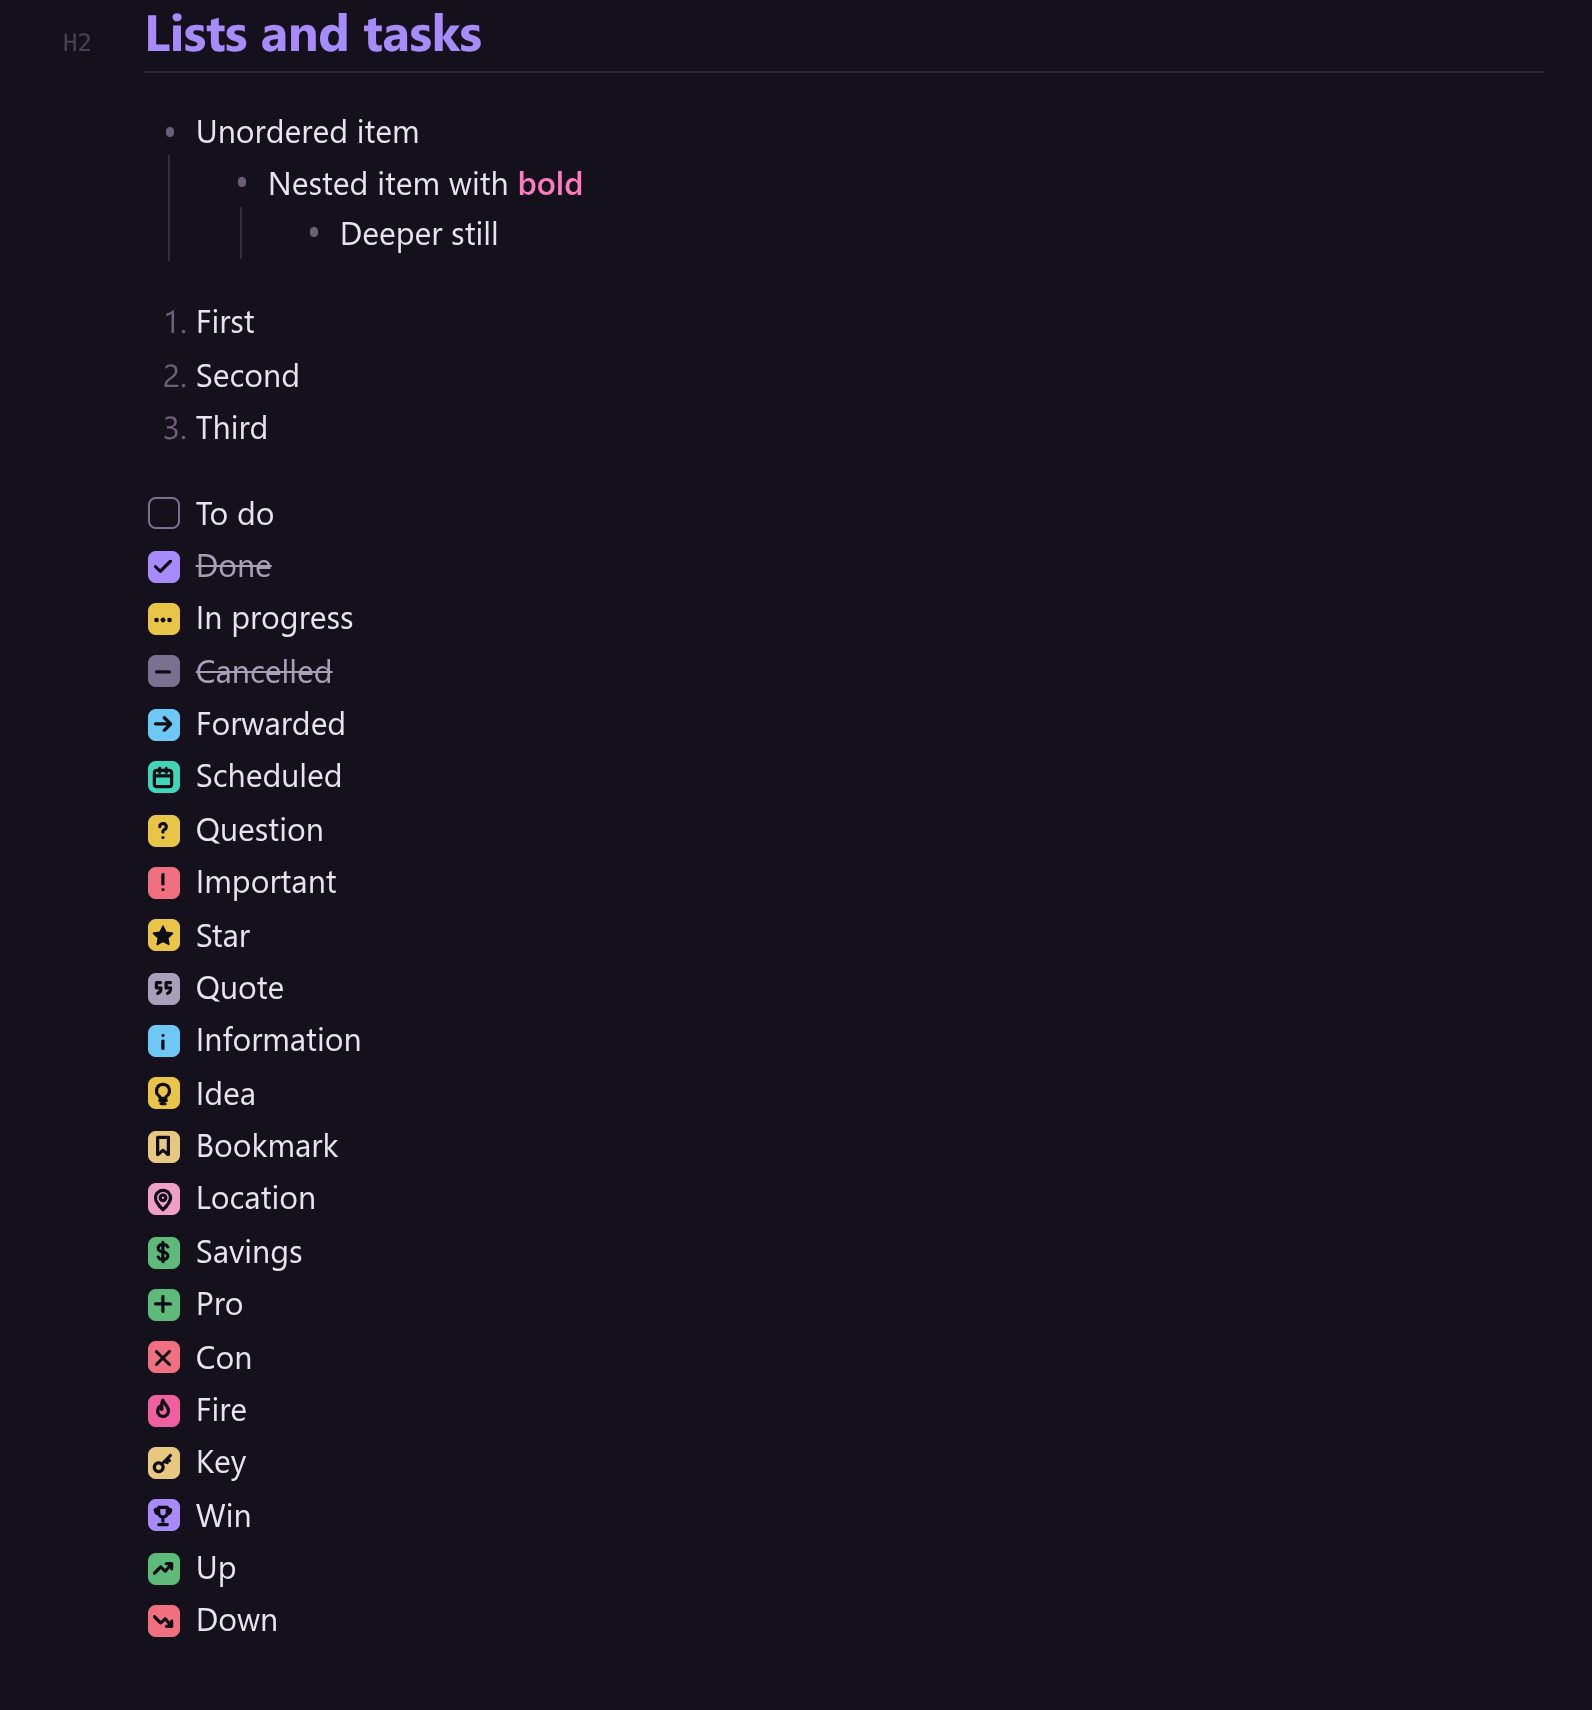 H2 Lists and tasks
• Unordered item
• Nested item with bold
• Deeper still
1. First
2. Second
3. Third
To do
Done
In progress
Cancelled
Forwarded
Scheduled
? Question
! Important
Star
Quote
i Information
Idea
Bookmark
Location
$ Savings
+ Pro
Con
Fire
Key
Win
Up
Down